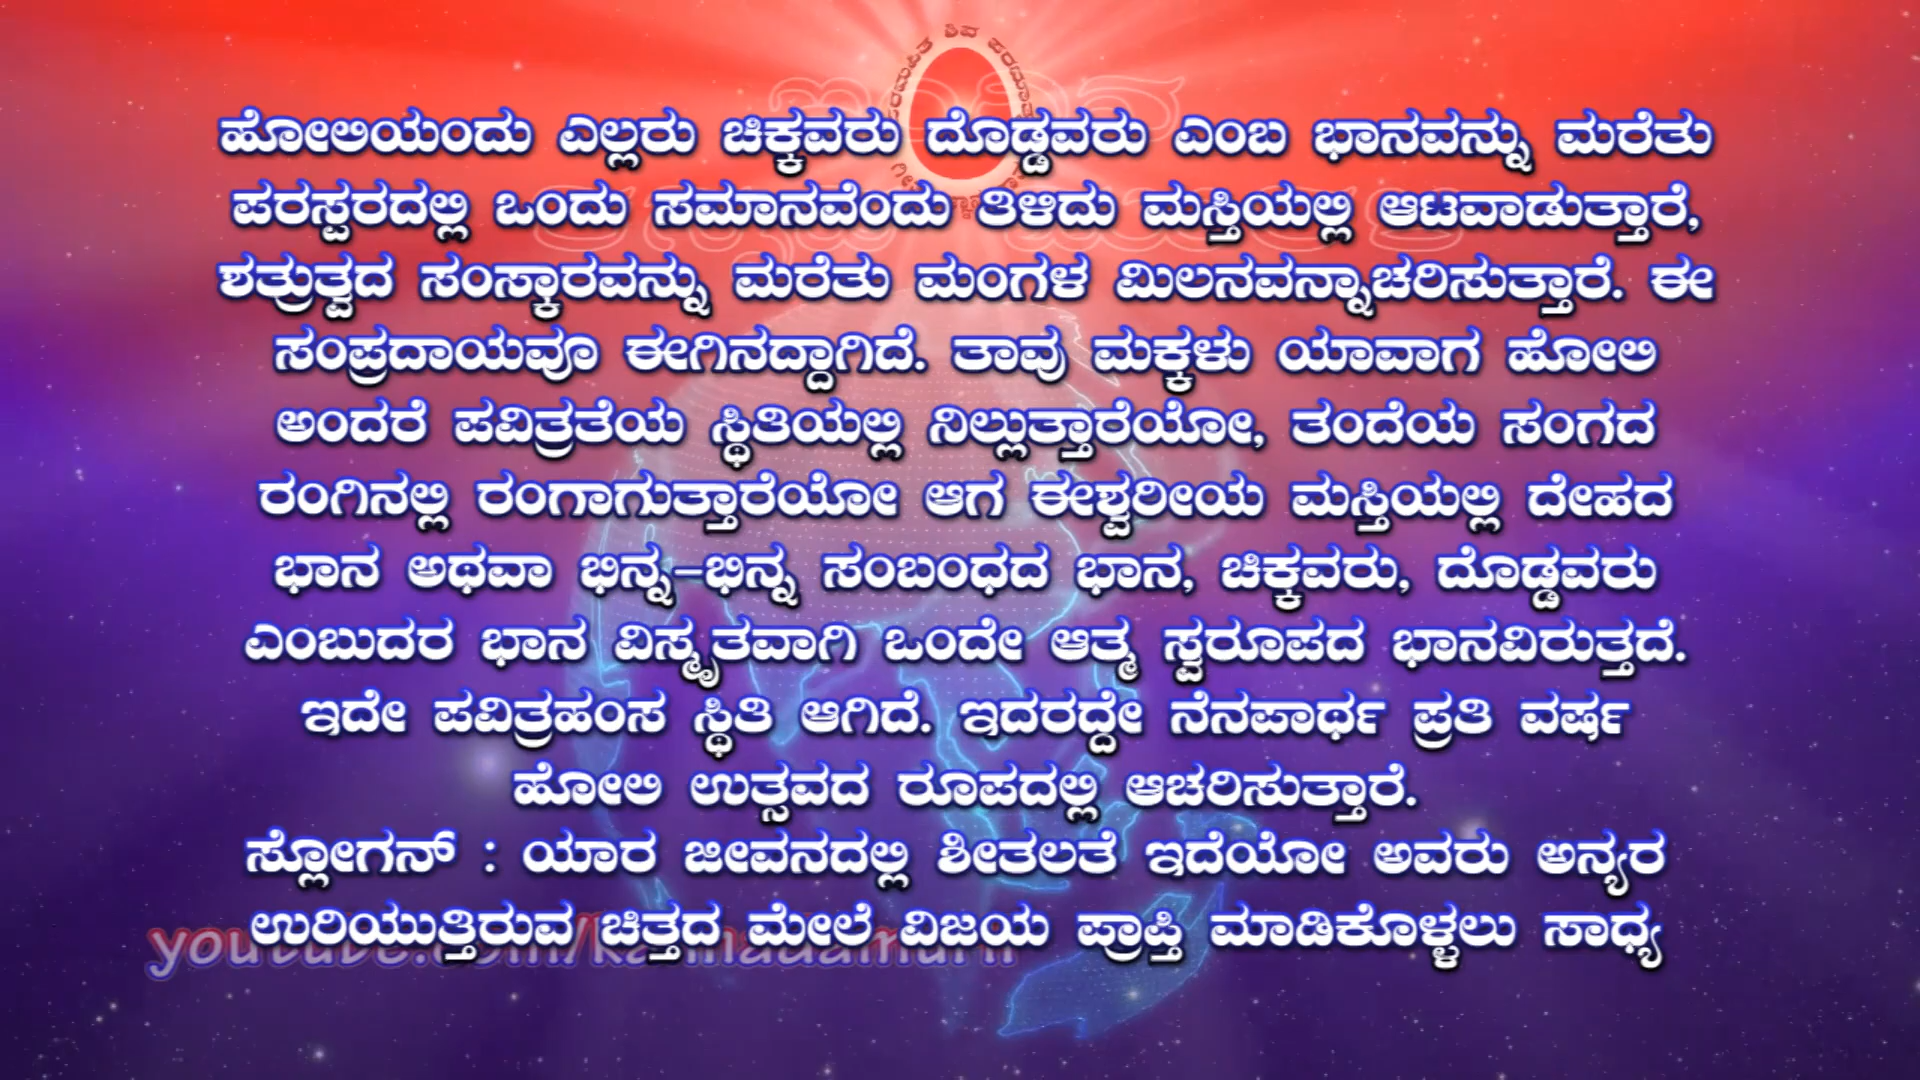 ಹೋಲಿಯಂದು ಎಲ್ಲರು ಚಿಕ್ಕವರು ದೊಡ್ಡವರು ಎಂಬ ಭಾನವನ್ನು ಮರೆತು
ಪರಸ್ಪರದಲ್ಲಿ ಒಂದು ಸಮಾನವೆಂದು ತಿಳಿದು ಮಸ್ತಿಯಲ್ಲಿ ಆಟವಾಡುತ್ತಾರೆ,
ಶತ್ರುತ್ವದ ಸಂಸ್ಕಾರವನ್ನು ಮರೆತು ಮಂಗಳ ಮಿಲನವನ್ನಾಚರಿಸುತ್ತಾರೆ. ಈ
ಸಂಪ್ರದಾಯವೂ ಈಗಿನದ್ದಾಗಿದೆ. ತಾವು ಮಕ್ಕಳು ಯಾವಾಗ ಹೋಲಿ
ಅಂದರೆ ಪವಿತ್ರತೆಯ ಸ್ಥಿತಿಯಲ್ಲಿ ನಿಲ್ಲುತ್ತಾರೆಯೋ, ತಂದೆಯ ಸಂಗದ
ರಂಗಿನಲ್ಲಿ ರಂಗಾಗುತ್ತಾರೆಯೋ ಆಗ ಈಶ್ವರೀಯ ಮಸ್ತಿಯಲ್ಲಿ ದೇಹದ
ಭಾನ ಅಥವಾ ಭಿನ್ನ-ಭಿನ್ನ ಸಂಬಂಧದ ಭಾನ, ಚಿಕ್ಕವರು, ದೊಡ್ಡವರು
ಎಂಬುದರ ಭಾನ ವಿಸ್ಮೃತವಾಗಿ ಒಂದೇ ಆತ್ಮ ಸ್ವರೂಪದ ಭಾನವಿರುತ್ತದೆ.
ಇದೇ ಪವಿತ್ರಹಂಸ ಸ್ಥಿತಿ ಆಗಿದೆ. ಇದರದ್ದೇ ನೆನಪಾರ್ಥ ಪ್ರತಿ ವರ್ಷ
ಹೋಲಿ ಉತ್ಸವದ ರೂಪದಲ್ಲಿ ಆಚರಿಸುತ್ತಾರೆ.
ಸ್ಲೋಗನ್ : ಯಾರ ಜೀವನದಲ್ಲಿ ಶೀತಲತೆ ಇದೆಯೋ ಅವರು ಅನ್ಯರ
ಉರಿಯುತ್ತಿರುವ ಚಿತ್ತದ ಮೇಲೆ ವಿಜಯ ಪ್ರಾಪ್ತಿ ಮಾಡಿಕೊಳ್ಳಲು ಸಾಧ್ಯ